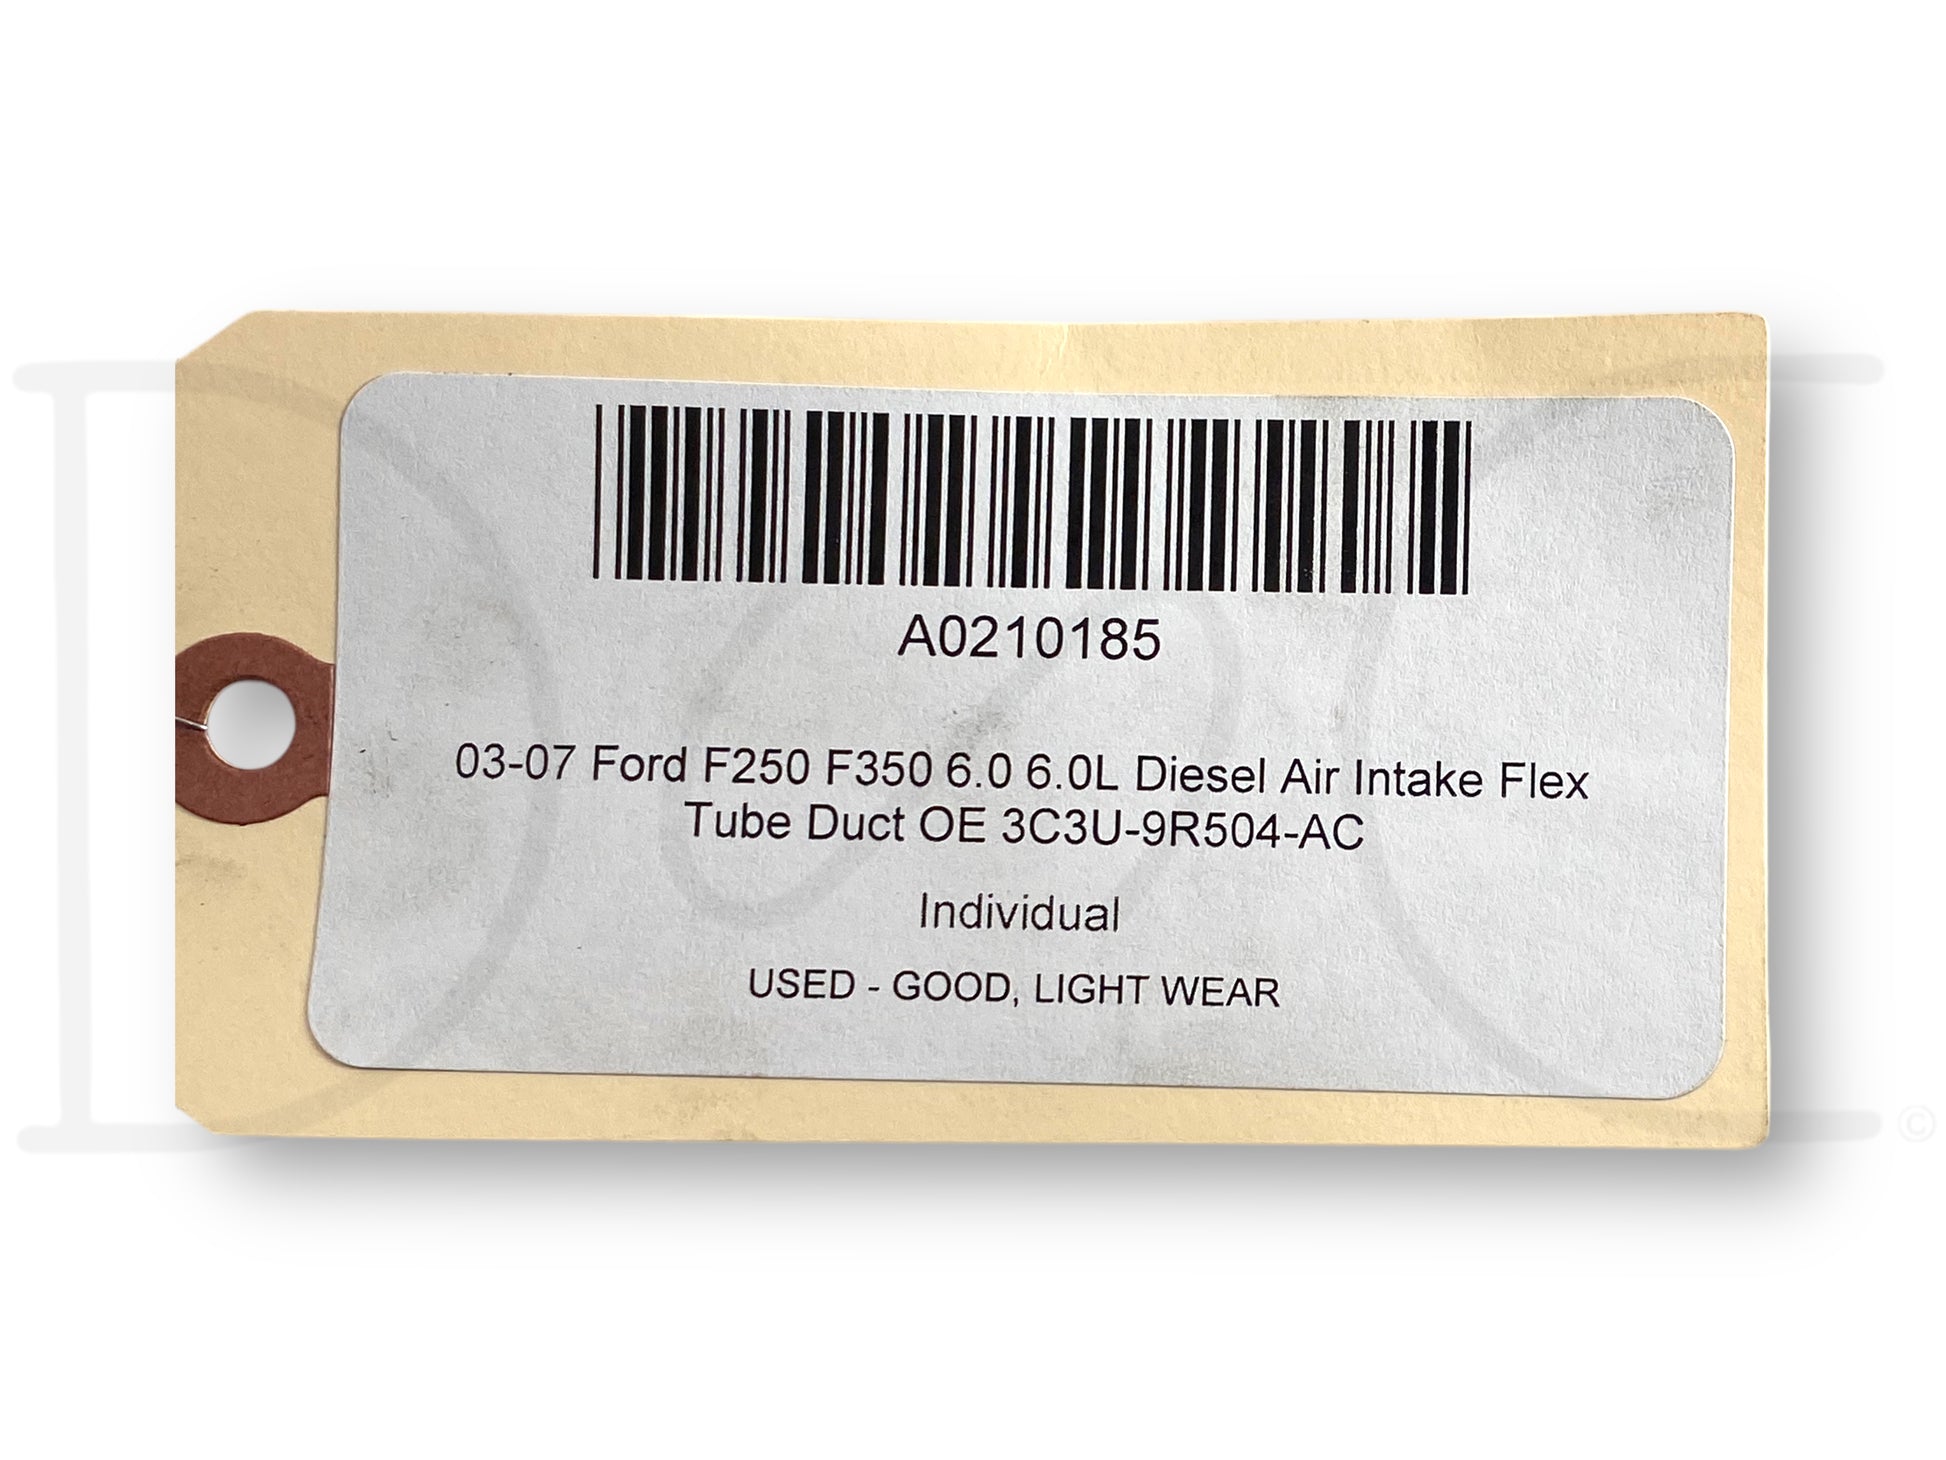 A0210185
03-07 Ford F250 F350 6.0 6.0L Diesel Air Intake Flex
Tube Duct OE 3C3U-9R504-AC
Individual
USED - GOOD, LIGHT WEAR
©